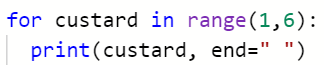 for custard in range(1,6):
  print(custard, end=" ")